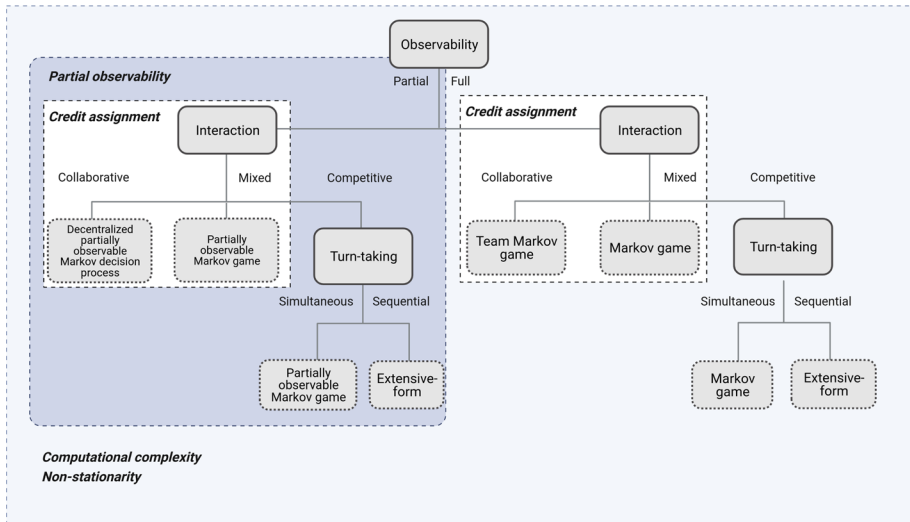 Observability
Partial
Full
Partial observability
Credit assignment
Interaction
Collaborative
Mixed
Competitive
Decentralized
partially
observable
Markov decision
process
Partially
observable
Markov game
Turn-taking
Simultaneous
Sequential
Partially
observable
Markov game
Extensive-
form
Credit assignment
Interaction
Collaborative
Mixed
Competitive
Team Markov
game
Markov game
Turn-taking
Simultaneous
Sequential
Markov
game
Extensive-
form
Computational complexity
Non-stationarity